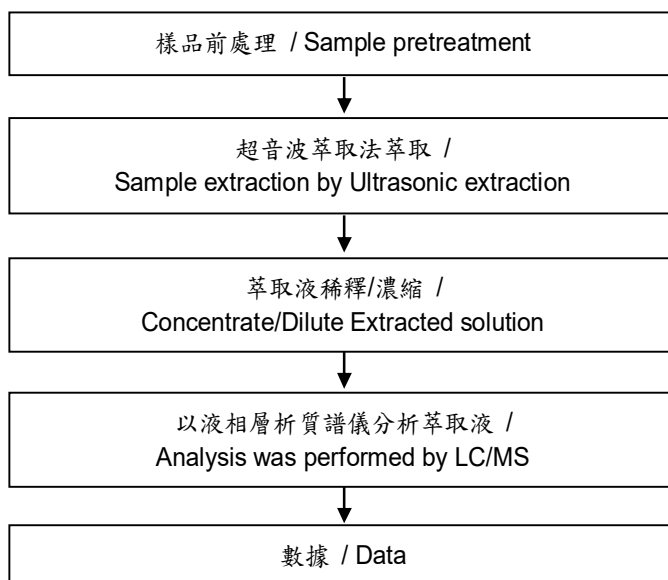 樣品前處理 / Sample pretreatment
超音波萃取法萃取 /
Sample extraction by Ultrasonic extraction
萃取液稀釋/濃縮 /
Concentrate/Dilute Extracted solution
以液相層析質譜儀分析萃取液 /
Analysis was performed by LC/MS
數據 / Data